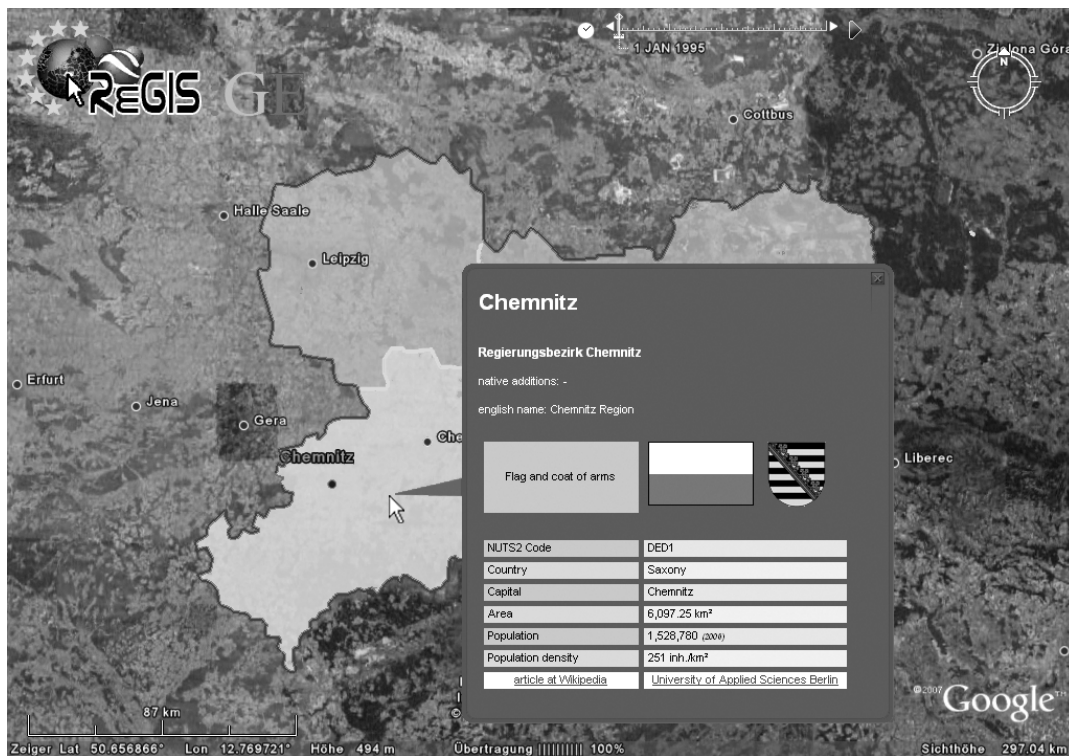 1 JAN 1995
Zielona Góra
N
ReGIS GE
Cottbus
Halle Saale
Leipzig
Chemnitz
Regierungsbezirk Chemnitz
native additions: -
english name: Chemnitz Region
Erfurt
Jena
Gera
Che
Chemnitz
Liberec
Flag and coat of arms
NUTS2 Code DED1
Country Saxony
Capital Chemnitz
Area 6,097.25 km²
Population 1,528,780 (2006)
Population density 251 inh./km²
article at Wikipedia University of Applied Sciences Berlin
87 km
©
©2007 Google™
Zeiger Lat 50.656866° Lon 12.769721° Höhe 494 m Übertragung |||||||||| 100% Sichthöhe 297.04 km